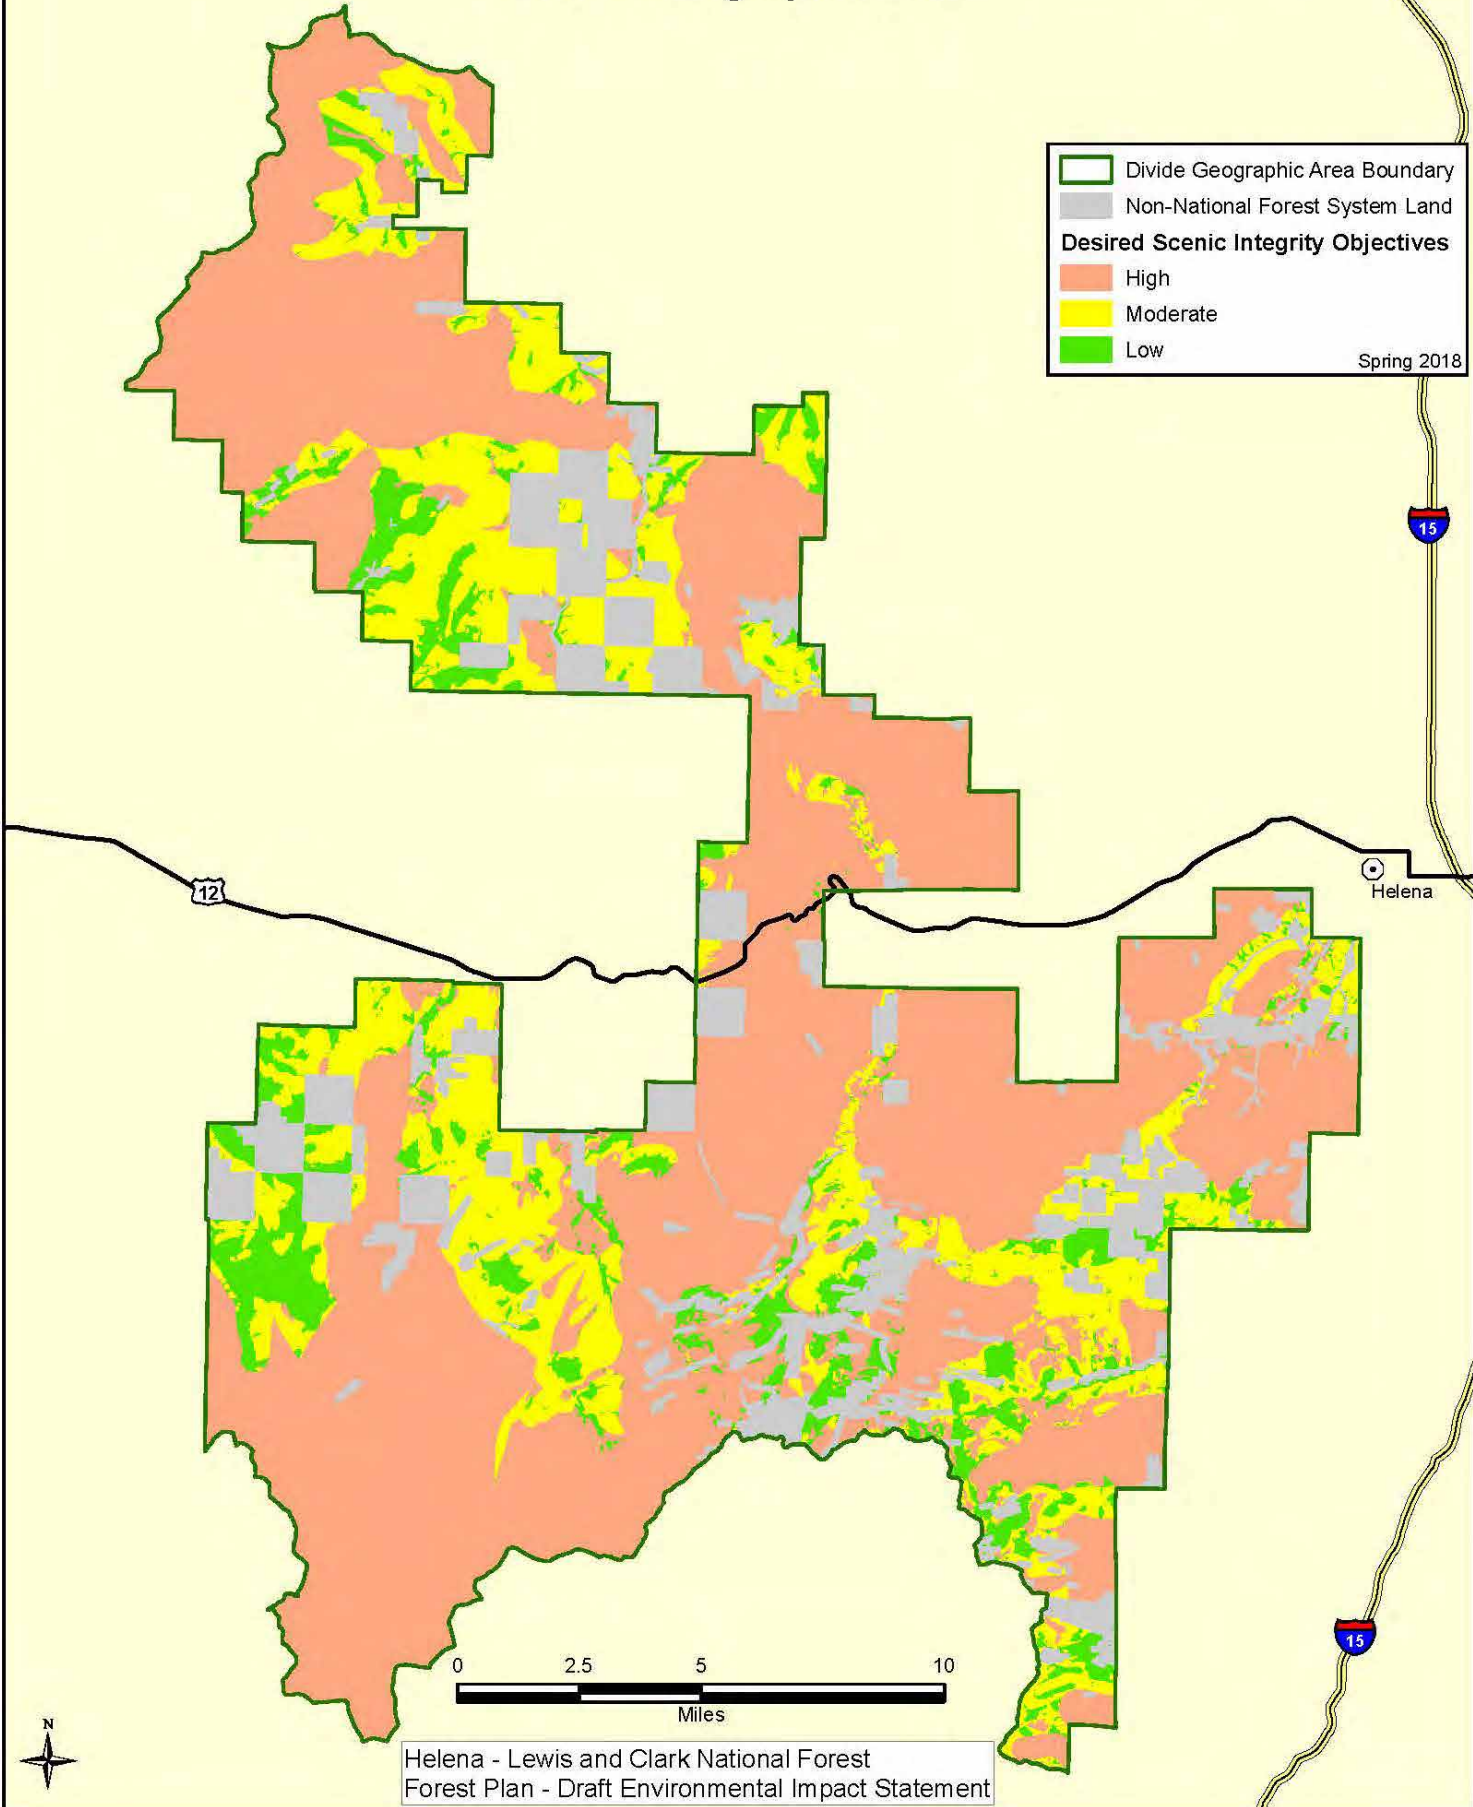 Divide Geographic Area Boundary
Non-National Forest System Land
Desired Scenic Integrity Objectives
High
Moderate
Low
Spring 2018
15
12
Helena
15
0 2.5 5 10
Miles
N
Helena - Lewis and Clark National Forest
Forest Plan - Draft Environmental Impact Statement